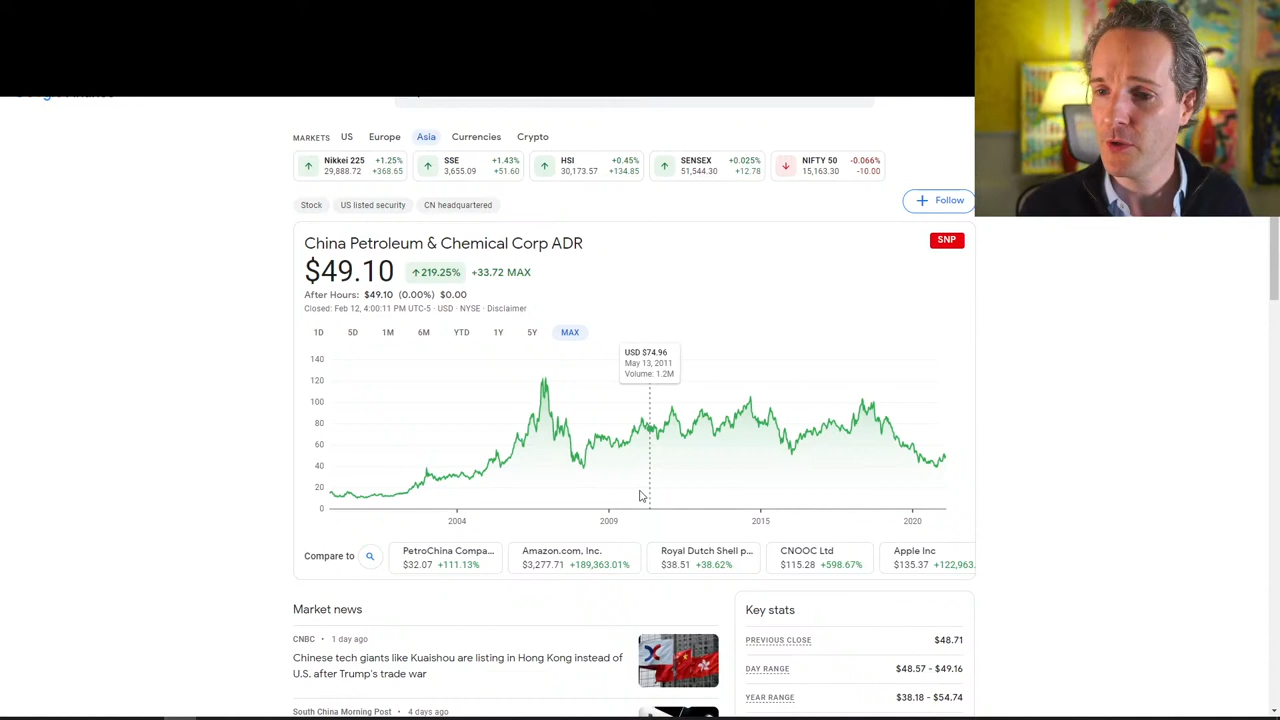 MARKETS US Europe Asia Currencies Crypto
Nikkei 225 +1.25%
29,888.72 +368.65
SSE +1.43%
3,655.09 +51.60
HSI +0.45%
30,173.57 +134.85
SENSEX +0.025%
51,544.30 +12.78
NIFTY 50 -0.066%
15,163.30 -10.00
Stock US listed security CN headquartered
Follow
China Petroleum & Chemical Corp ADR
SNP
$49.10 219.25% +33.72 MAX
After Hours: $49.10 (0.00%) $0.00
Closed: Feb 12, 4:00:11 PM UTC-5 · USD · NYSE · Disclaimer
1D 5D 1M 6M YTD 1Y 5Y MAX
USD $74.96
May 13, 2011
Volume: 1.2M
140
120
100
80
60
40
20
0
2004 2009 2015 2020
Compare to
PetroChina Compa...
$32.07 +111.13%
Amazon.com, Inc.
$3,277.71 +189,363.01%
Royal Dutch Shell p...
$38.51 +38.62%
CNOOC Ltd
$115.28 +598.67%
Apple Inc
$135.37 +122,963.
Market news
CNBC • 1 day ago
Chinese tech giants like Kuaishou are listing in Hong Kong instead of
U.S. after Trump's trade war
South China Morning Post • 4 days ago
Key stats
PREVIOUS CLOSE $48.71
DAY RANGE $48.57 - $49.16
YEAR RANGE $38.18 - $54.74